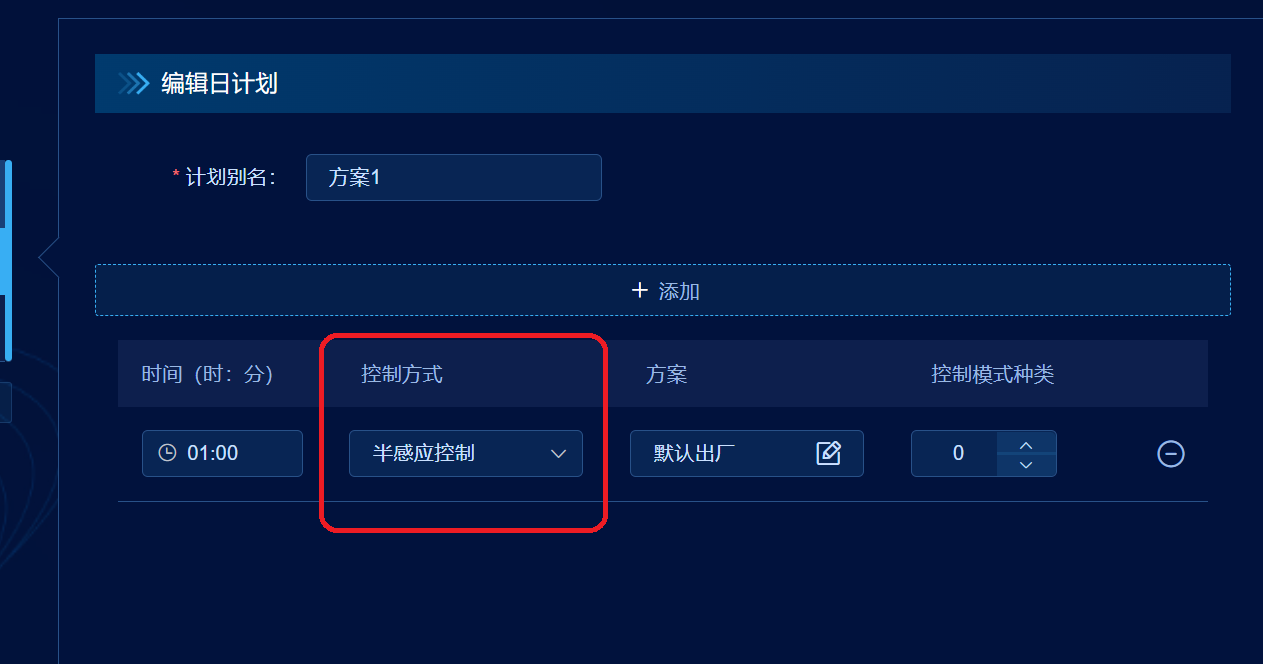 编辑日计划
* 计划别名：
方案1
+ 添加
时间（时：分） 控制方式 方案 控制模式种类
01:00 半感应控制 默认出厂 0